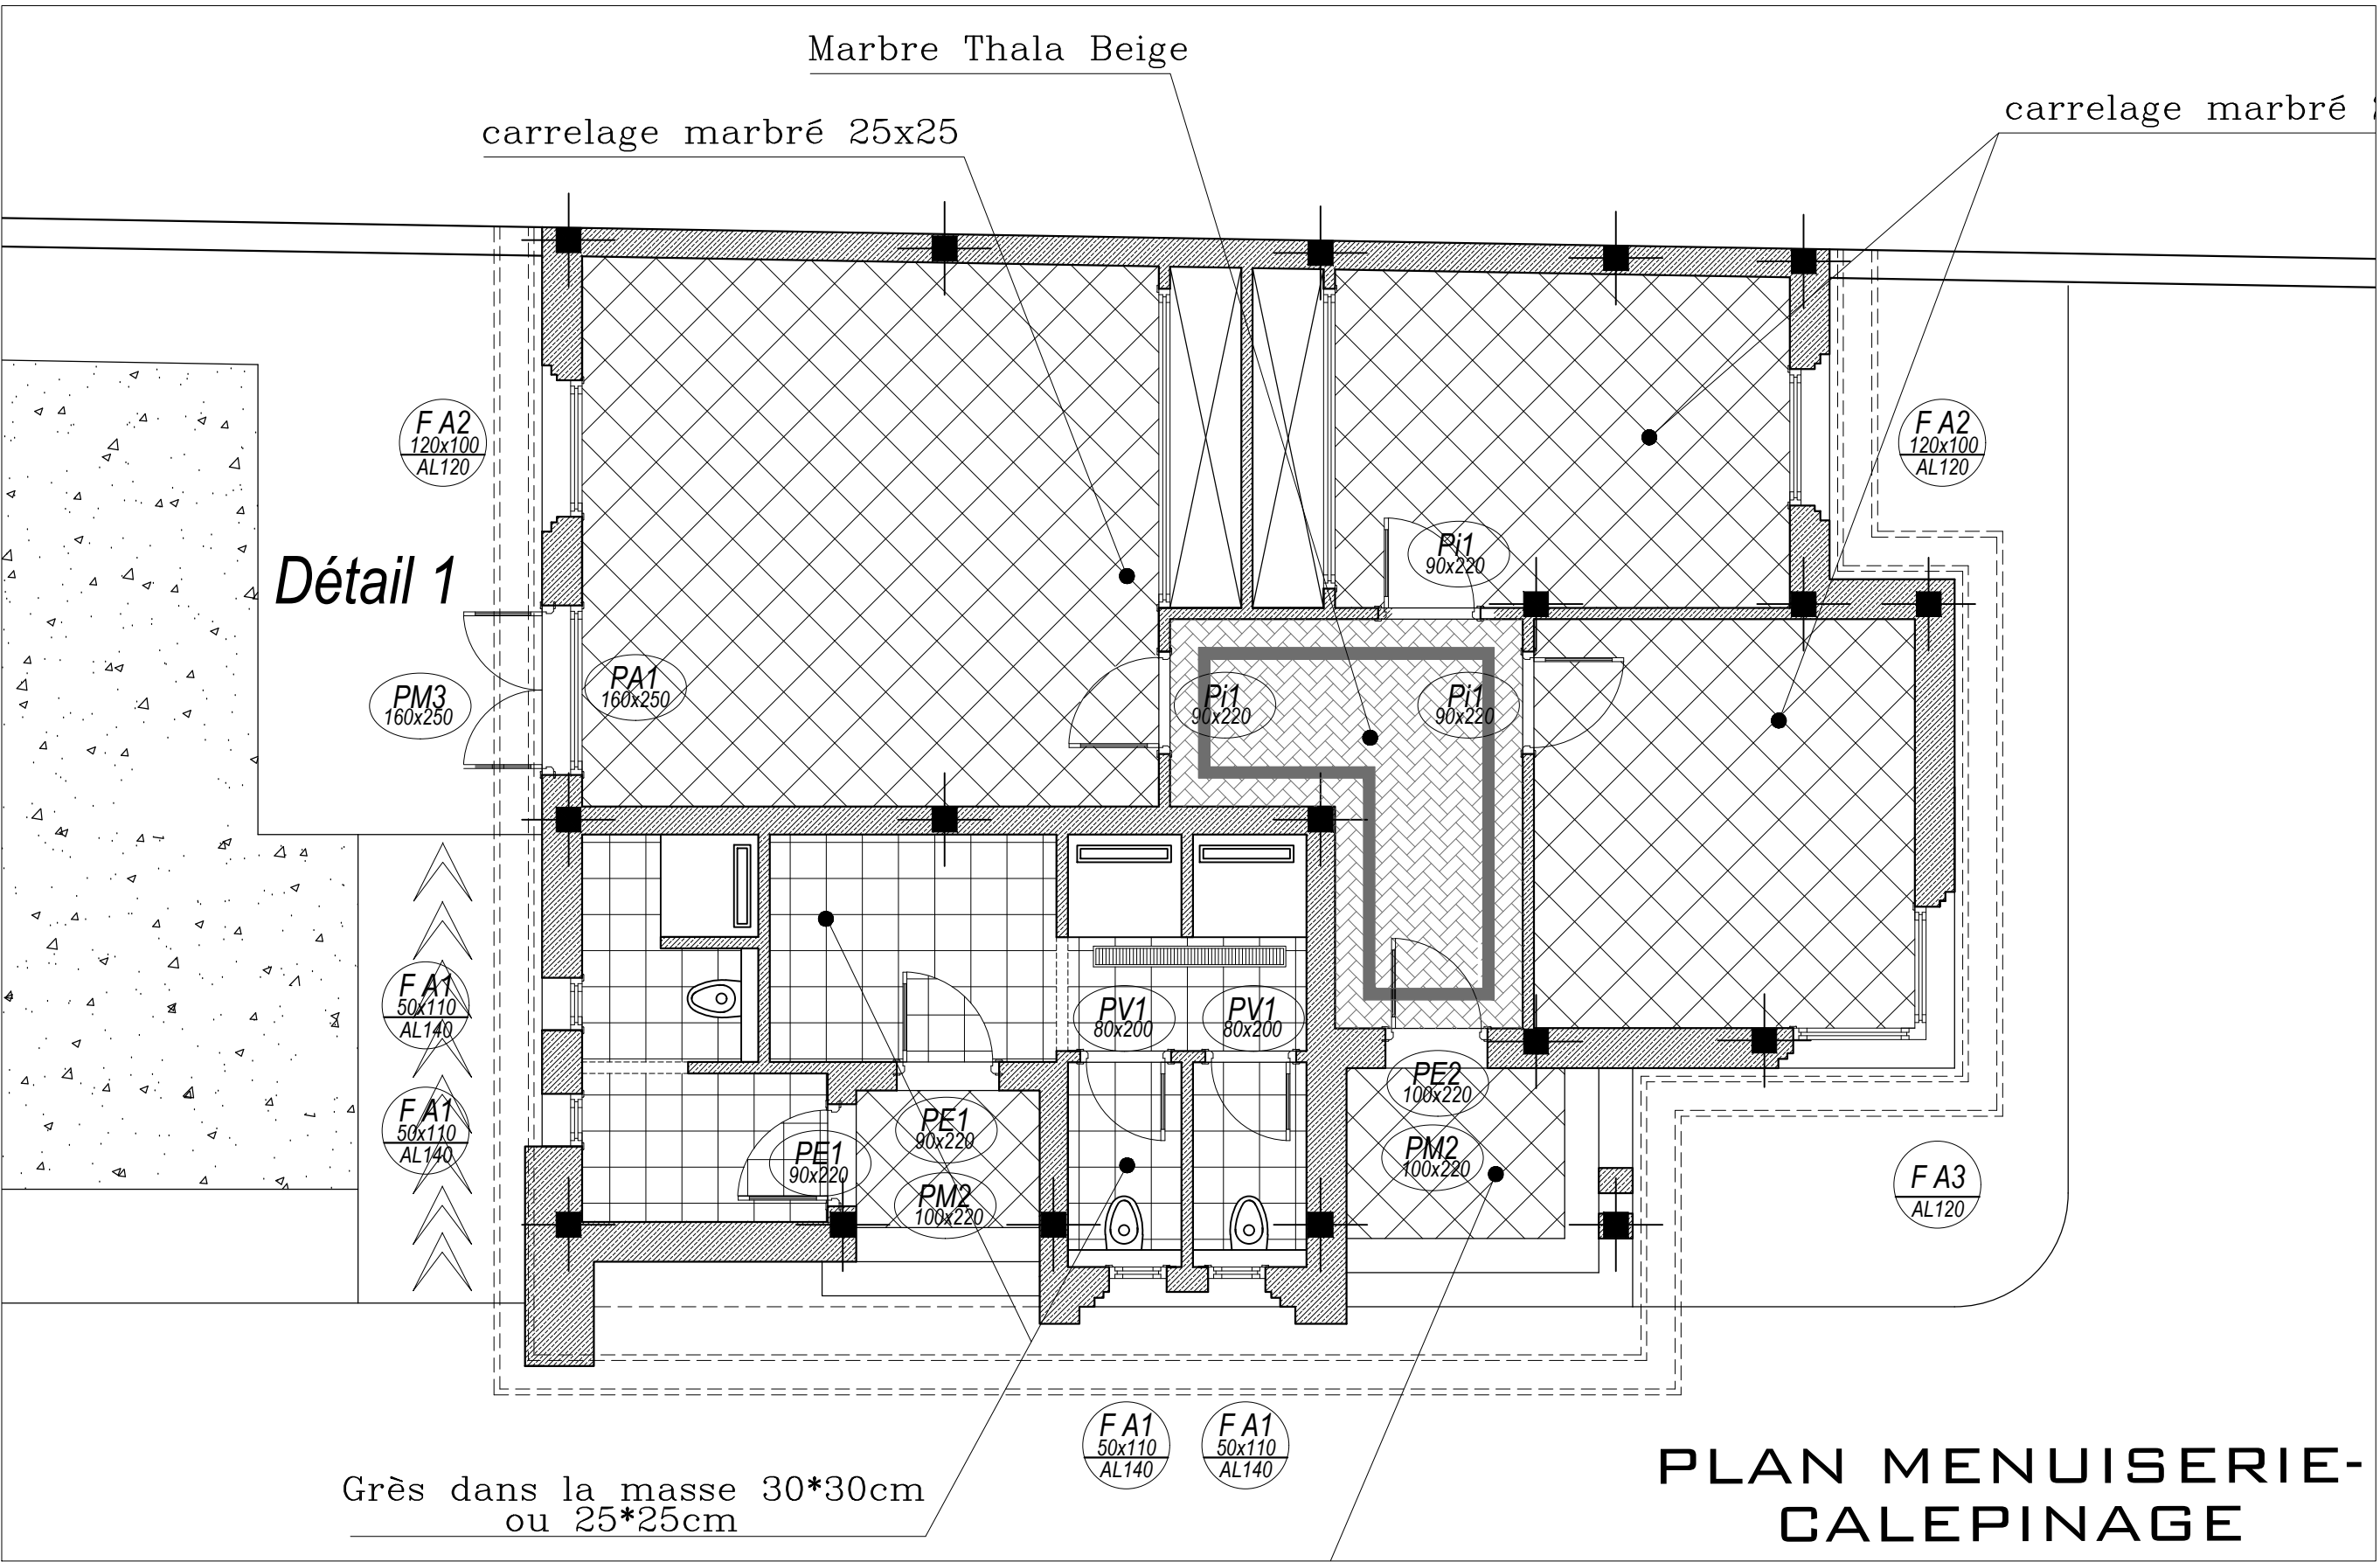 Marbre Thala Beige
carrelage marbré 25x25
carrelage marbré
F A2
120x100
AL120
F A2
120x100
AL120
Détail 1
Pi1
90x220
PM3
160x250
PA1
160x250
Pi1
90x220
Pi1
90x220
F A1
50x110
AL140
PV1
80x200
PV1
80x200
F A1
50x110
AL140
PE1
90x220
PE1
90x220
PM2
100x220
PE2
100x220
PM2
100x220
F A3
AL120
F A1
50x110
AL140
F A1
50x110
AL140
Grès dans la masse 30*30cm
ou 25*25cm
PLAN MENUISERIE-
CALEPINAGE